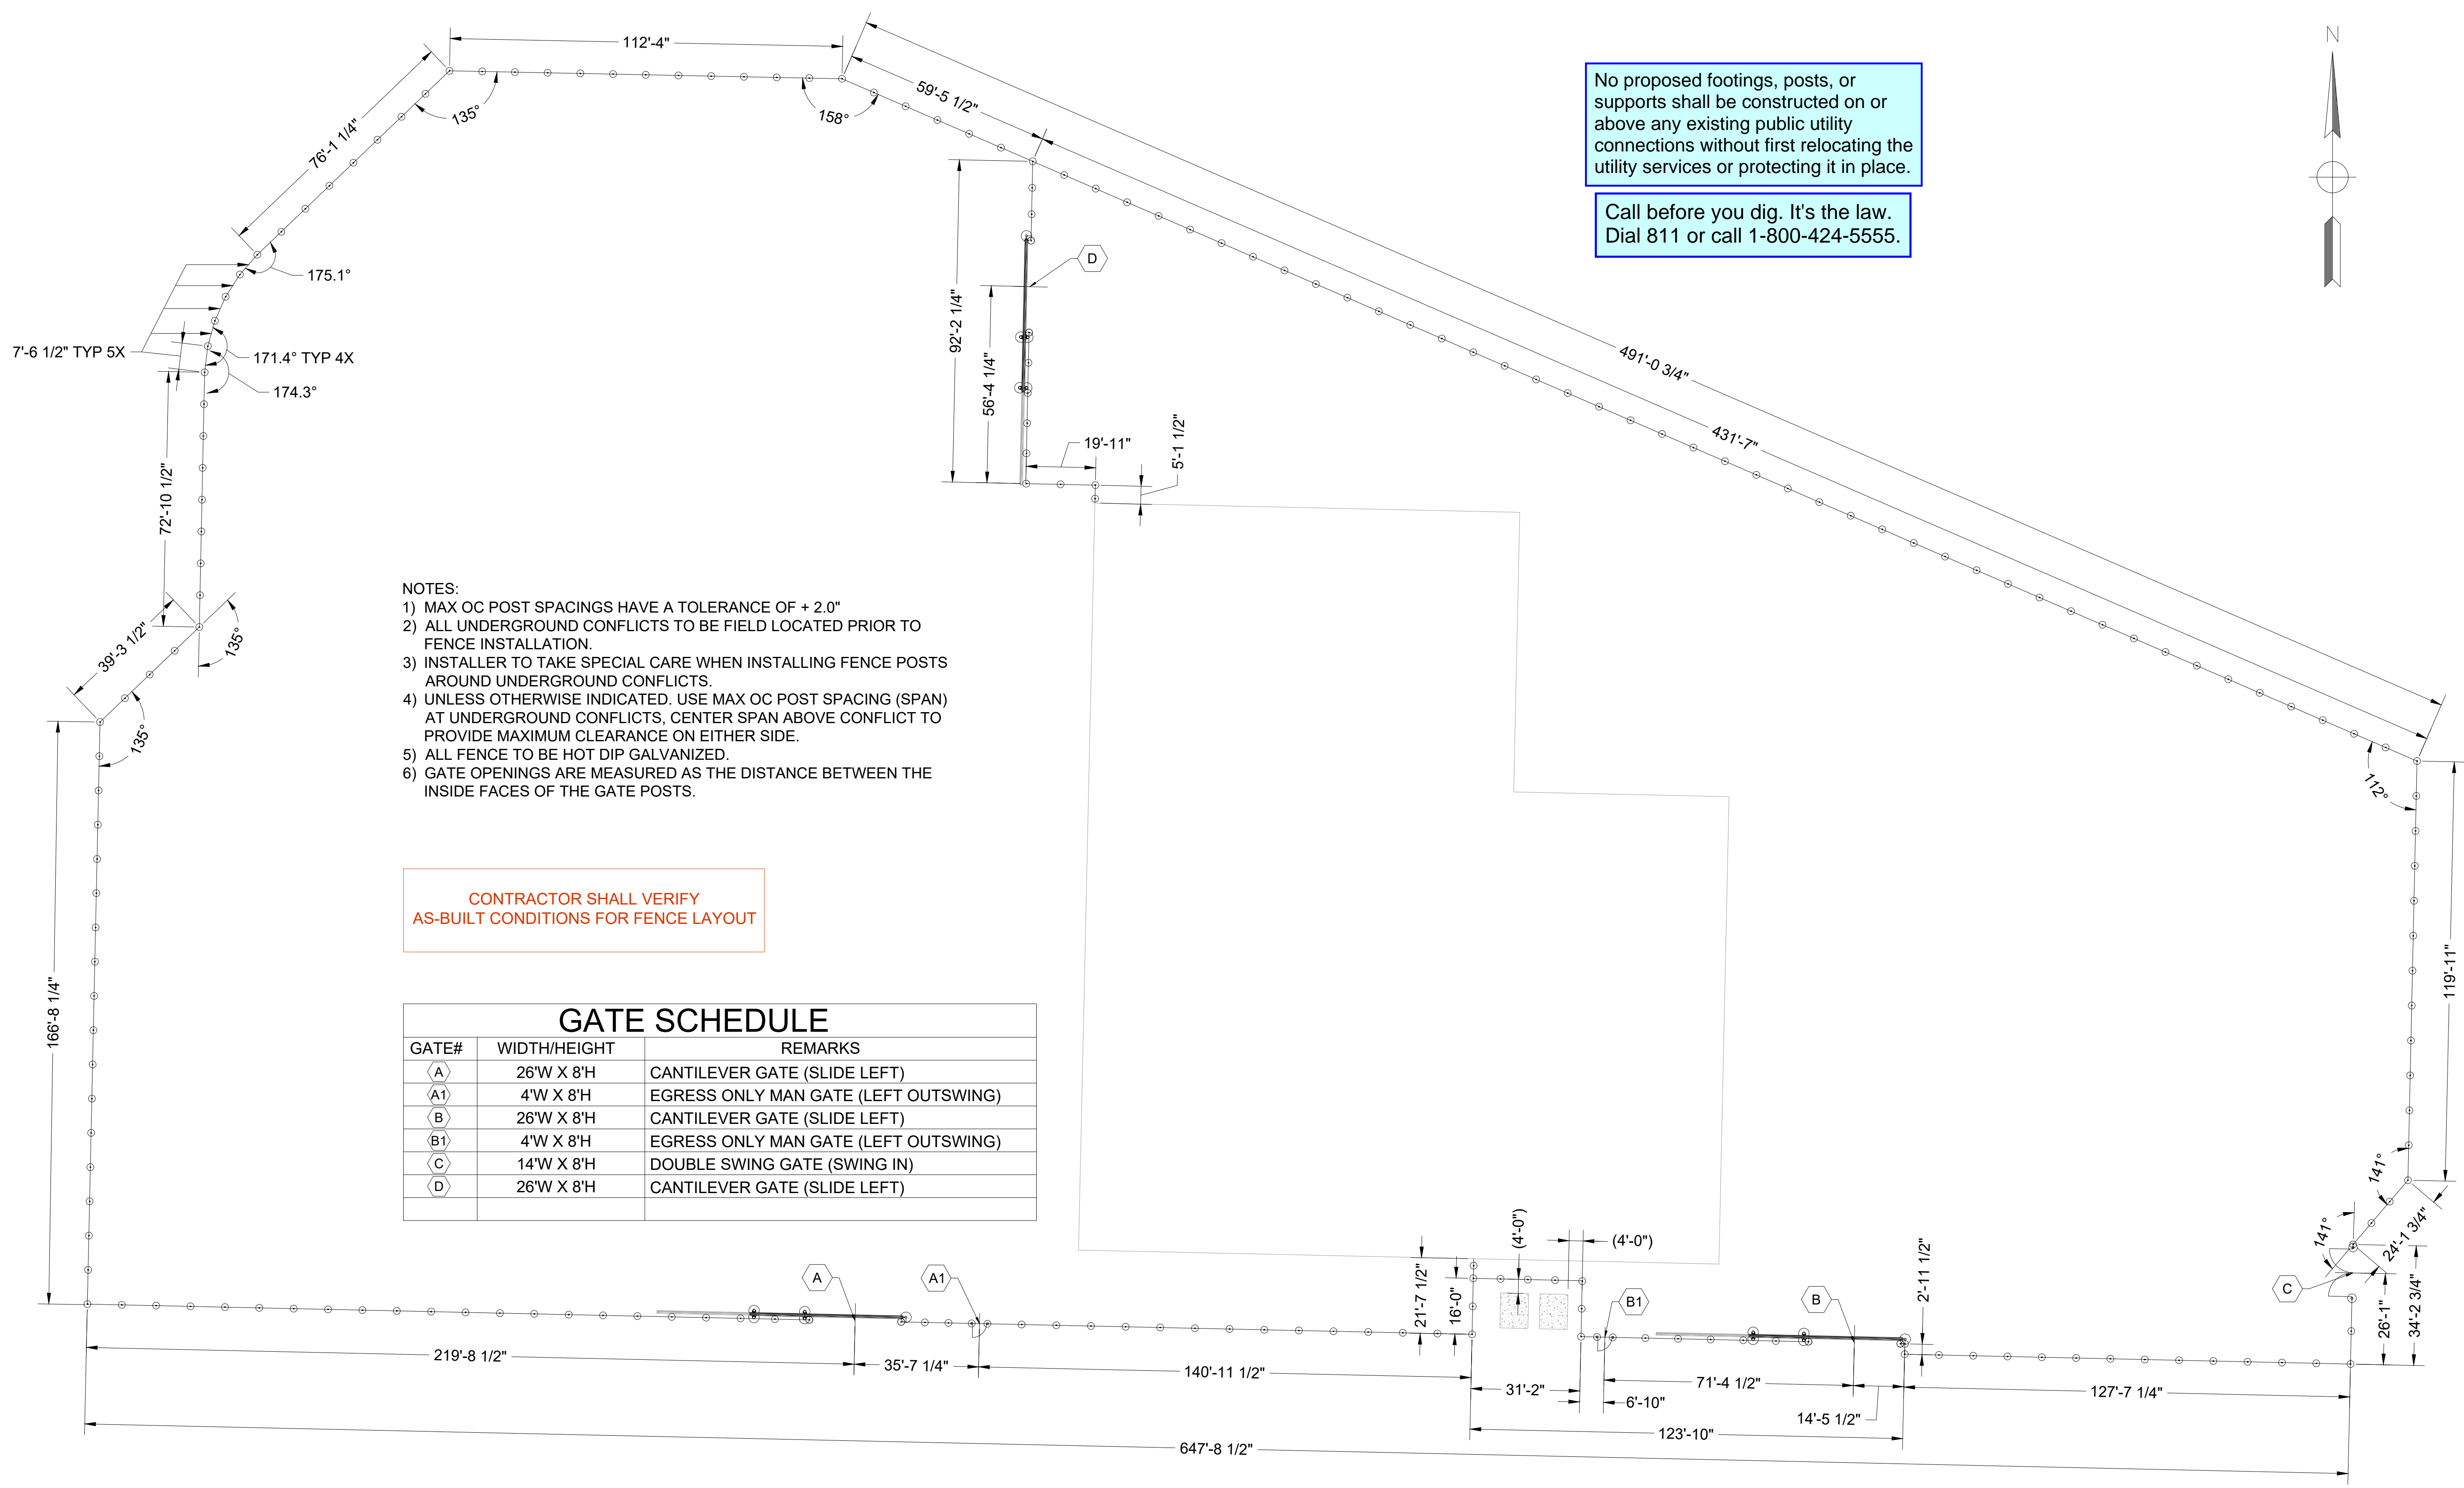 112'-4"
N
No proposed footings, posts, or
supports shall be constructed on or
above any existing public utility
connections without first relocating the
utility services or protecting it in place.
Call before you dig. It's the law.
Dial 811 or call 1-800-424-5555.
59'-5 1/2"
135°
158°
76'-1 1/4"
D
175.1°
92'-2 1/4"
7'-6 1/2" TYP 5X
171.4° TYP 4X
174.3°
56'-4 1/4"
491'-0 3/4"
431'-7"
19'-11"
5'-1 1/2"
72'-10 1/2"
NOTES:
1) MAX OC POST SPACINGS HAVE A TOLERANCE OF + 2.0"
2) ALL UNDERGROUND CONFLICTS TO BE FIELD LOCATED PRIOR TO
FENCE INSTALLATION.
3) INSTALLER TO TAKE SPECIAL CARE WHEN INSTALLING FENCE POSTS
AROUND UNDERGROUND CONFLICTS.
4) UNLESS OTHERWISE INDICATED. USE MAX OC POST SPACING (SPAN)
AT UNDERGROUND CONFLICTS, CENTER SPAN ABOVE CONFLICT TO
PROVIDE MAXIMUM CLEARANCE ON EITHER SIDE.
5) ALL FENCE TO BE HOT DIP GALVANIZED.
6) GATE OPENINGS ARE MEASURED AS THE DISTANCE BETWEEN THE
INSIDE FACES OF THE GATE POSTS.
39'-3 1/2"
135°
135°
112°
CONTRACTOR SHALL VERIFY
AS-BUILT CONDITIONS FOR FENCE LAYOUT
166'-8 1/4"
119'-11"
GATE SCHEDULE
GATE# WIDTH/HEIGHT REMARKS
A 26'W X 8'H CANTILEVER GATE (SLIDE LEFT)
A1 4'W X 8'H EGRESS ONLY MAN GATE (LEFT OUTSWING)
B 26'W X 8'H CANTILEVER GATE (SLIDE LEFT)
B1 4'W X 8'H EGRESS ONLY MAN GATE (LEFT OUTSWING)
C 14'W X 8'H DOUBLE SWING GATE (SWING IN)
D 26'W X 8'H CANTILEVER GATE (SLIDE LEFT)
141°
141°
24'-1 3/4"
(4'-0")
(4'-0")
A
A1
21'-7 1/2"
16'-0"
B1
B
2'-11 1/2"
C
26'-1"
34'-2 3/4"
219'-8 1/2"
35'-7 1/4"
140'-11 1/2"
31'-2"
6'-10"
71'-4 1/2"
14'-5 1/2"
127'-7 1/4"
123'-10"
647'-8 1/2"